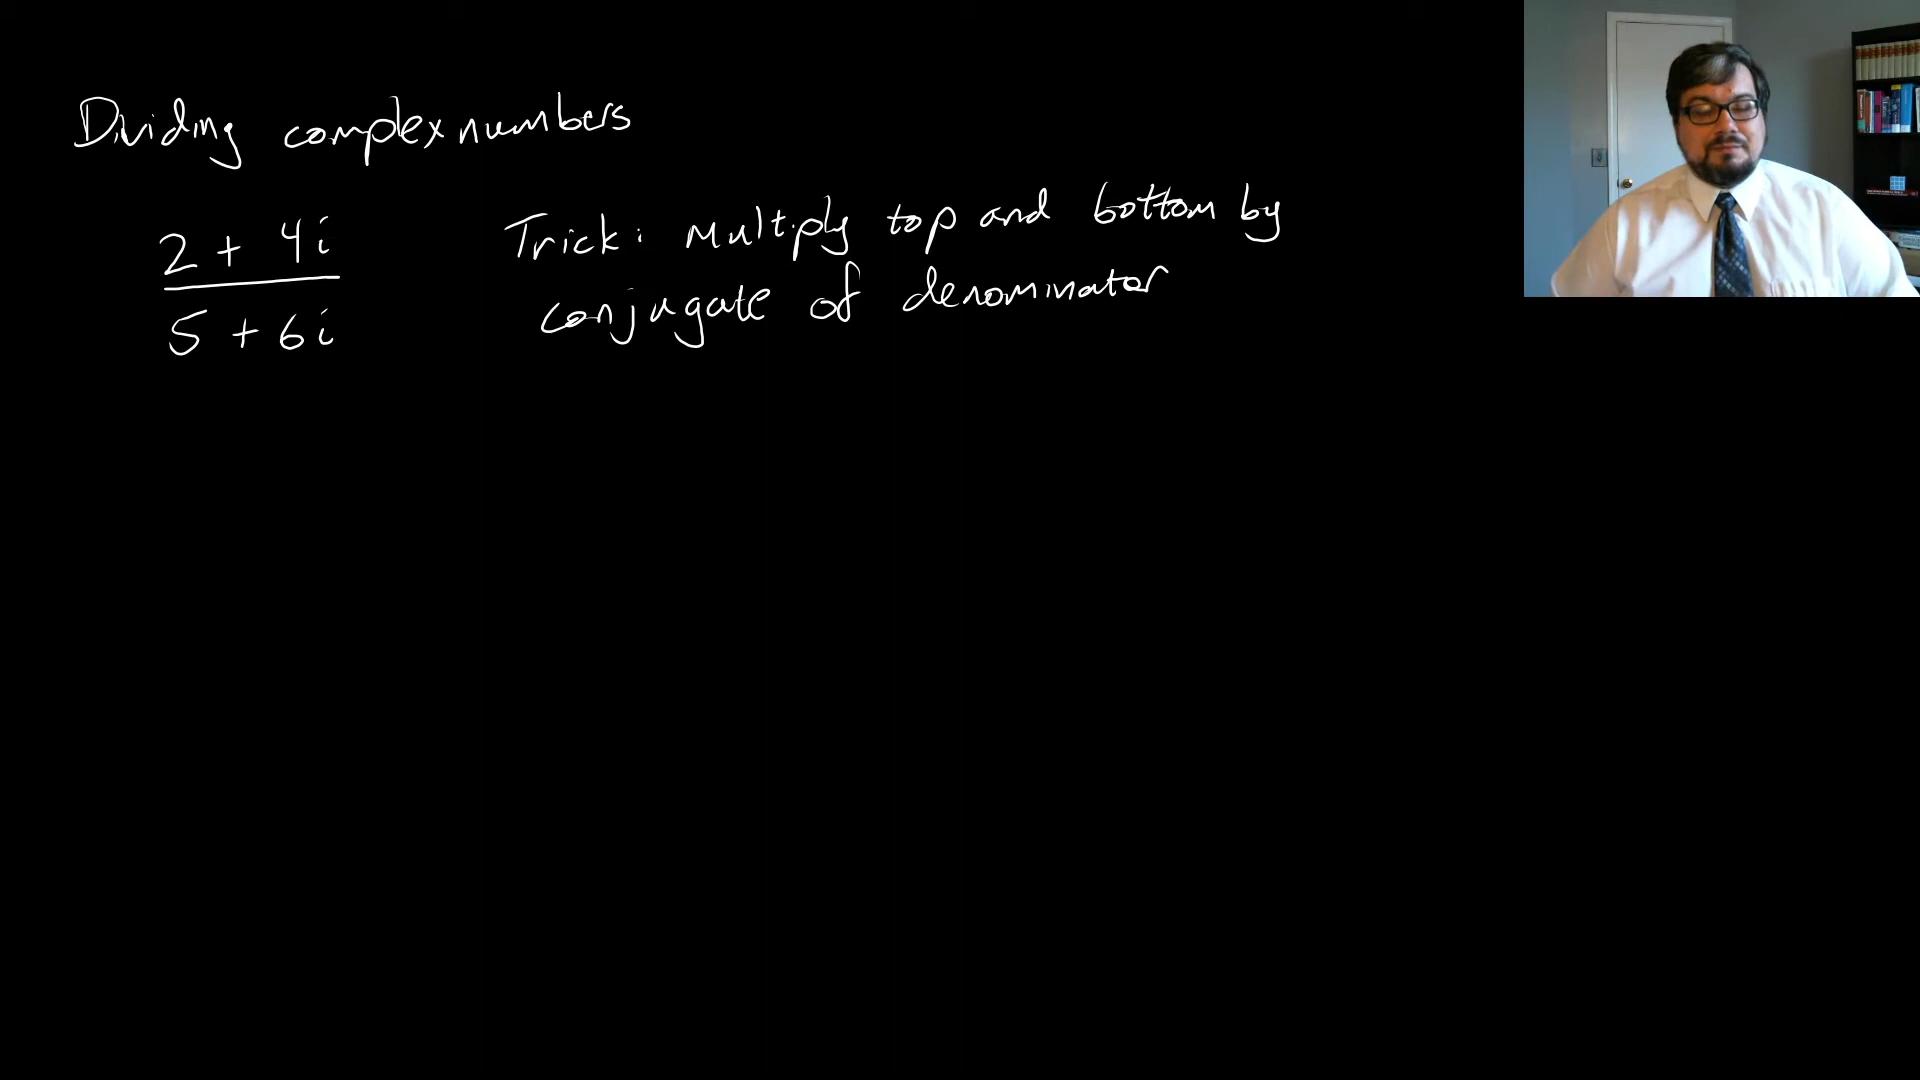 Dividing complex numbers
2 + 4i
5 + 6i
Trick: Multiply top and bottom by
conjugate of denominator